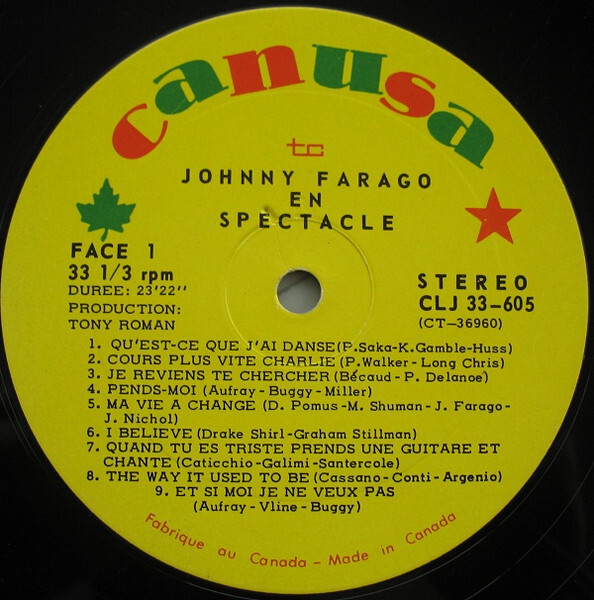 canusa
tc
JOHNNY FARAGO
EN
SPECTACLE
FACE 1
33 1/3 rpm
DUREE: 23'22"
PRODUCTION:
TONY ROMAN
STEREO
CLJ 33-605
(CT-36960)
1. QU'EST-CE QUE J'AI DANSE(P.Saka-K.Gamble-Huss)
2. COURS PLUS VITE CHARLIE(P.Walker-Long Chris)
3. JE REVIENS TE CHERCHER(Bécaud-P. Delanoe)
4. PENDS-MOI (Aufray-Buggy-Miller)
5. MA VIE A CHANGE (D. Pomus-M. Shuman-J. Farago-
J. Nichol)
6. I BELIEVE (Drake Shirl-Graham Stillman)
7. QUAND TU ES TRISTE PRENDS UNE GUITARE ET
CHANTE (Caticchio-Galimi-Santercole)
8. THE WAY IT USED TO BE (Cassano-Conti-Argenio)
9. ET SI MOI JE NE VEUX PAS
(Aufray-Vline-Buggy)
Fabrique au Canada - Made in Canada